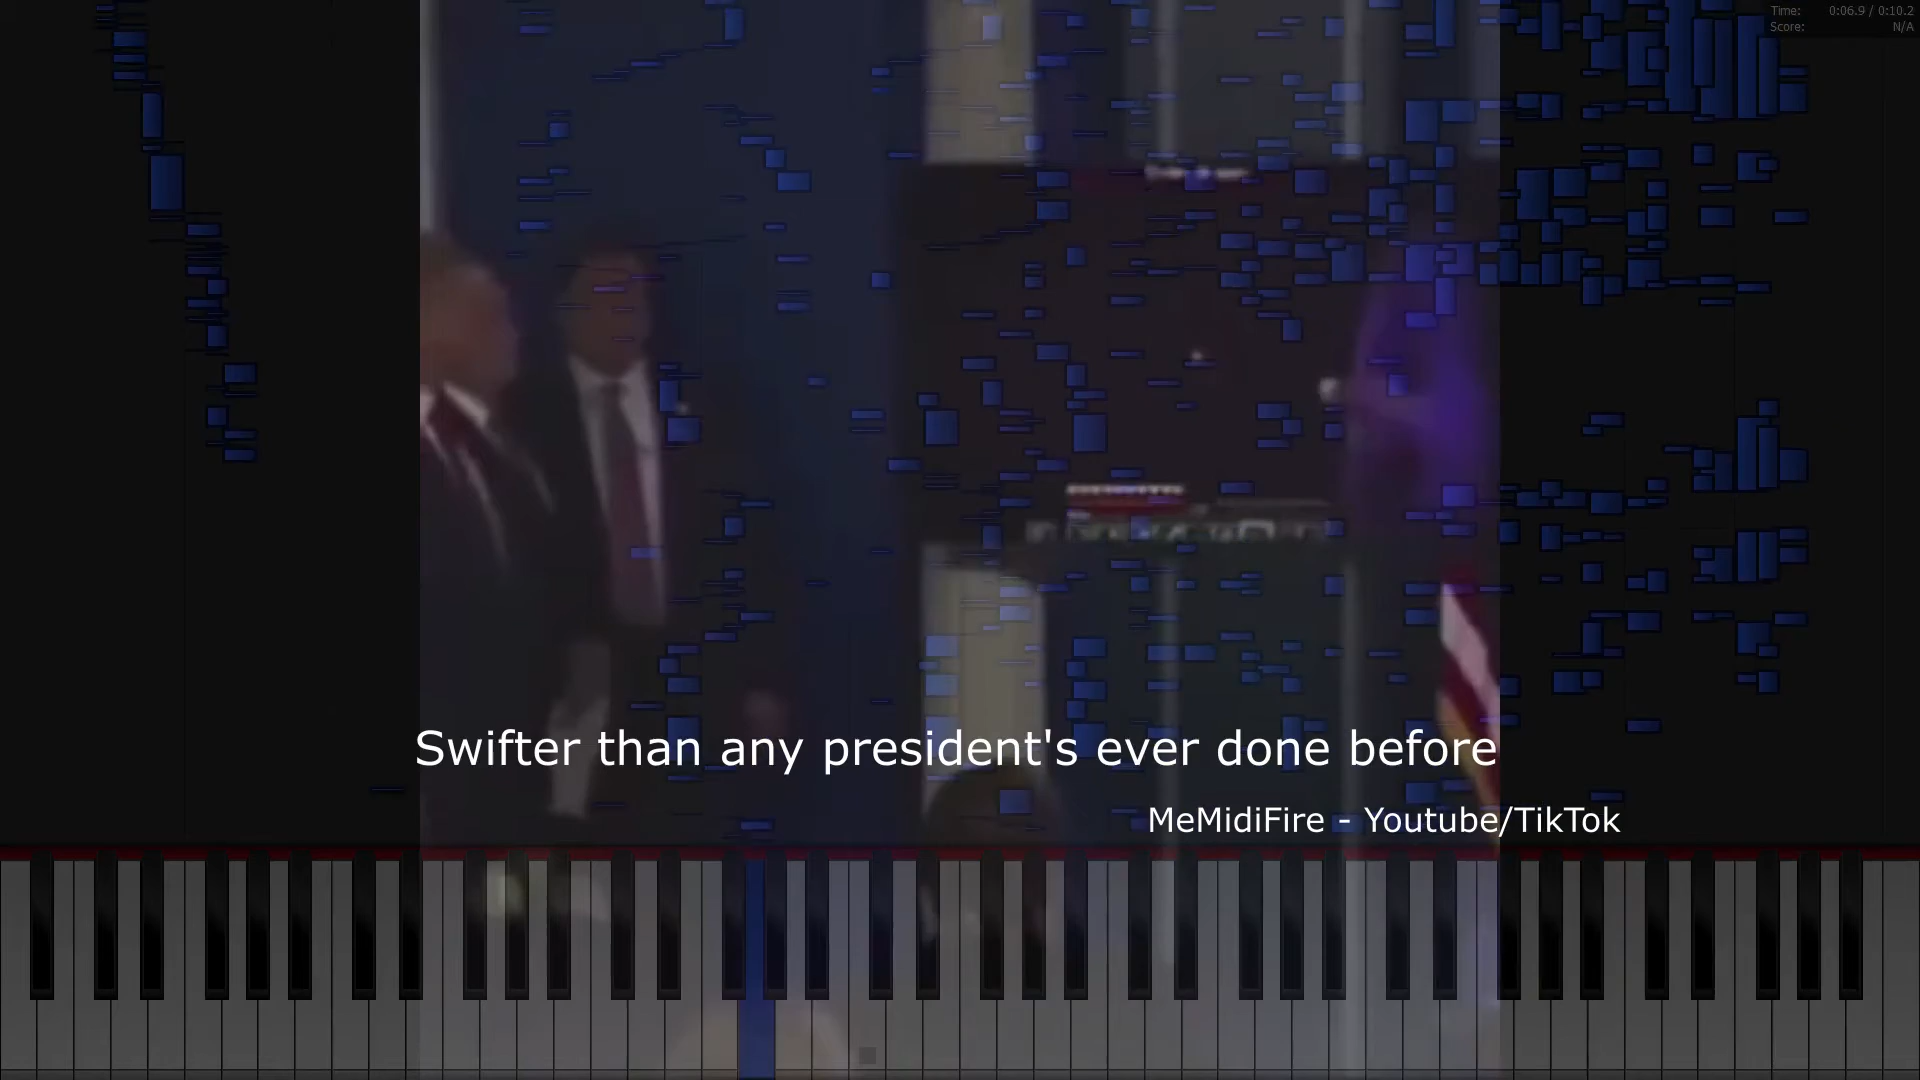 Time: 0:06.9 / 0:10.2
Score: N/A
Swifter than any president's ever done before
MeMidiFire - Youtube/TikTok